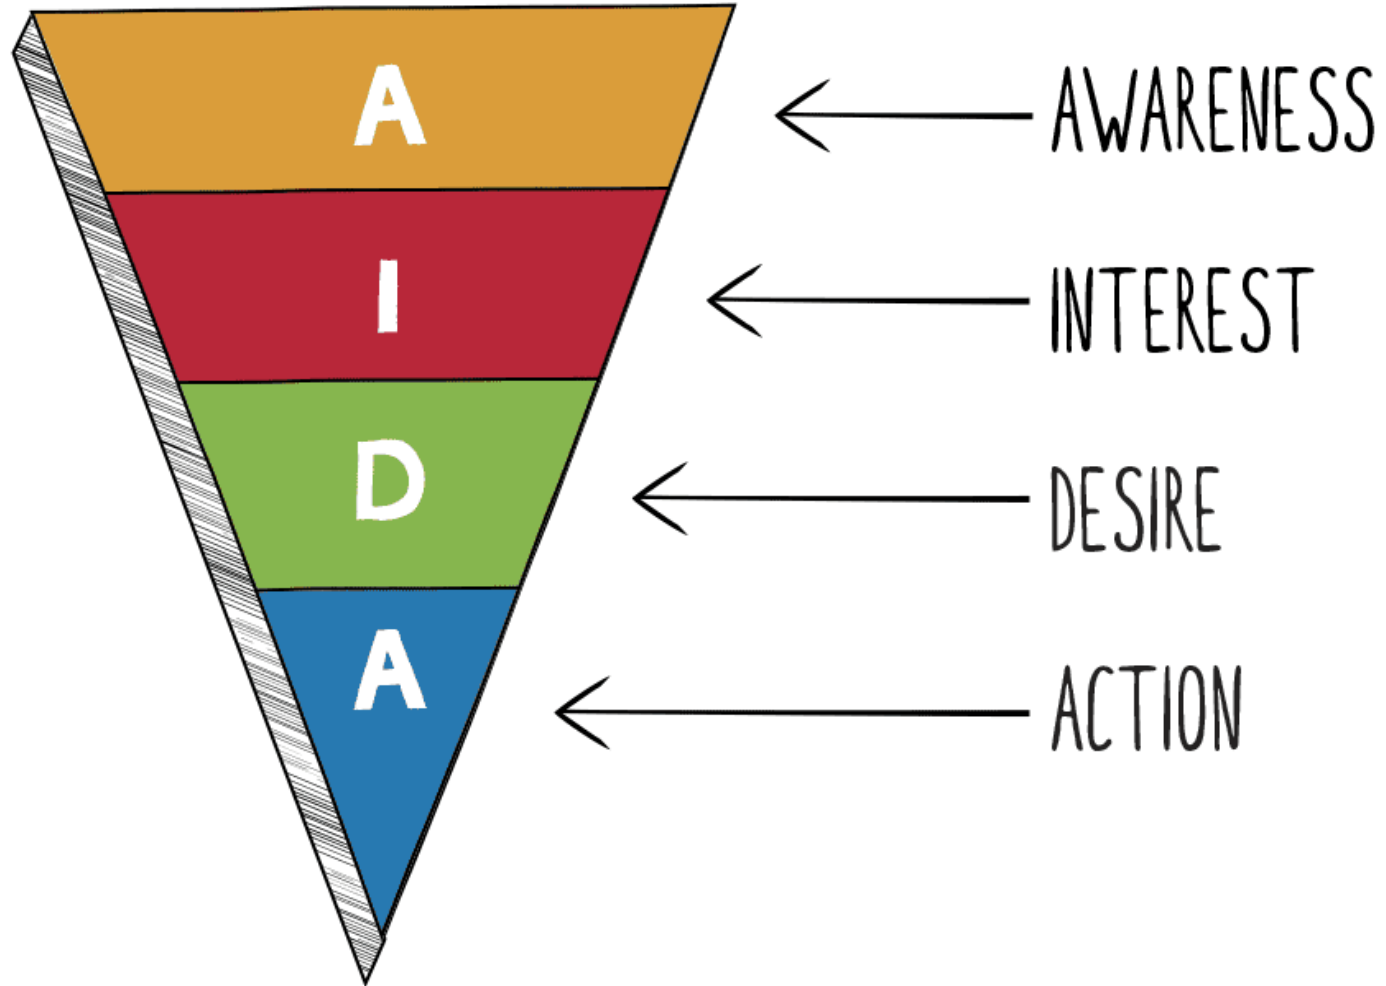 A
AWARENESS
I
INTEREST
D
DESIRE
A
ACTION